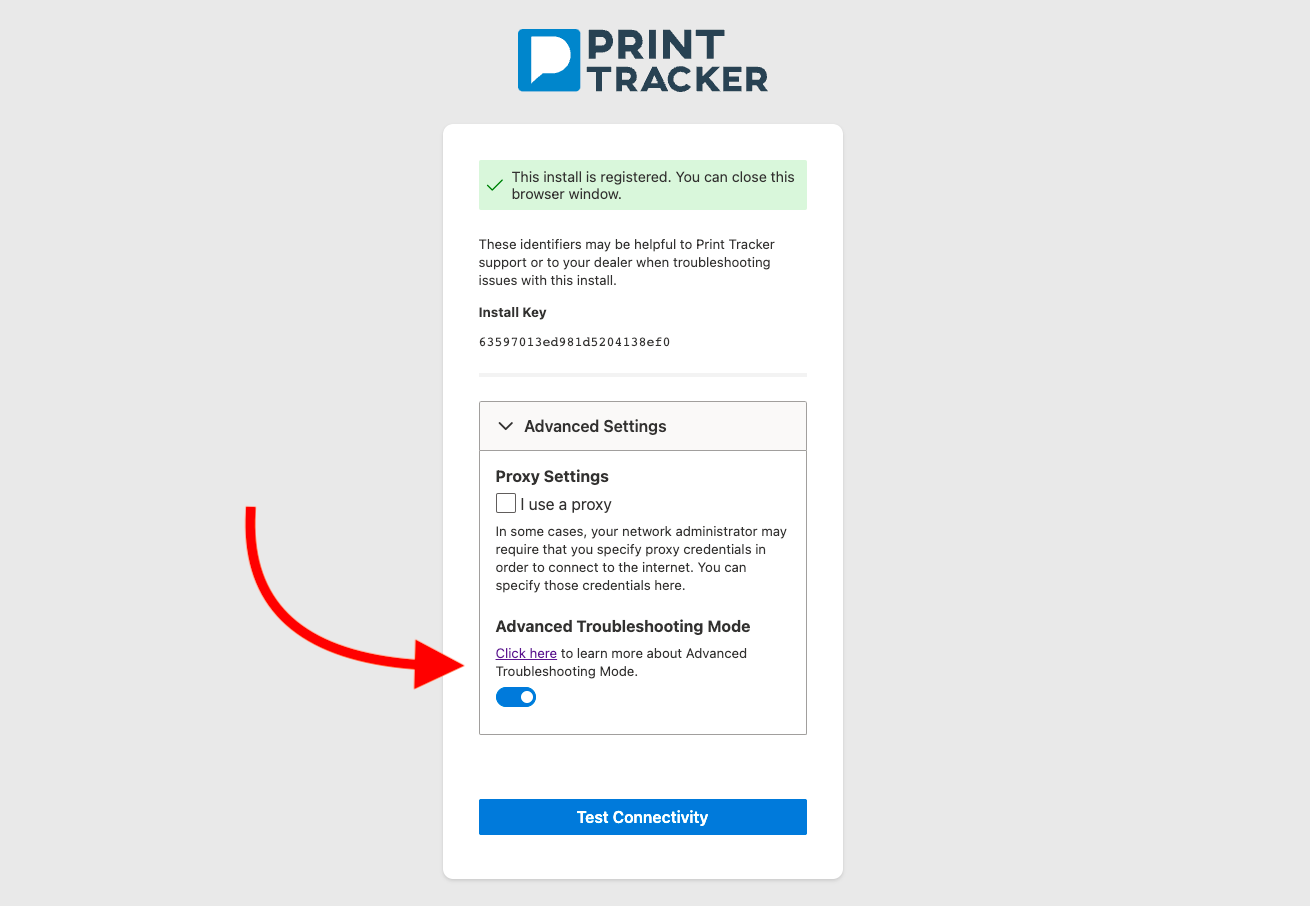 PRINT
TRACKER
This install is registered. You can close this
browser window.
These identifiers may be helpful to Print Tracker
support or to your dealer when troubleshooting
issues with this install.
Install Key
63597013ed981d5204138ef0
Advanced Settings
Proxy Settings
I use a proxy
In some cases, your network administrator may
require that you specify proxy credentials in
order to connect to the internet. You can
specify those credentials here.
Advanced Troubleshooting Mode
Click here to learn more about Advanced
Troubleshooting Mode.
Test Connectivity